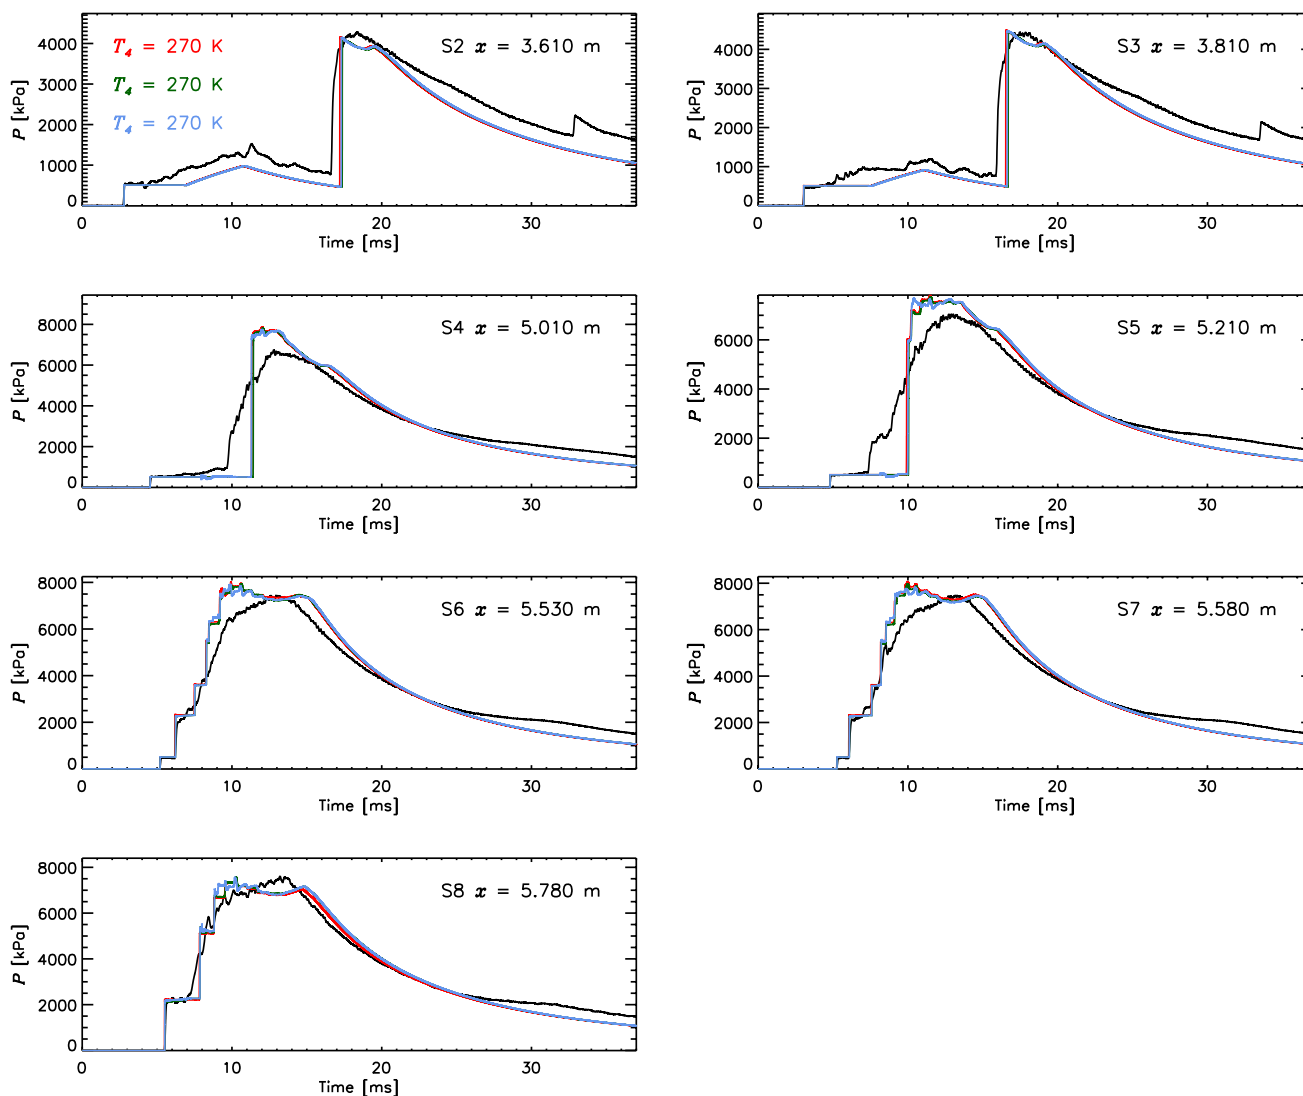 P [kPa]
4000
3000
2000
1000
0
T₄ = 270 K
T₄ = 270 K
T₄ = 270 K
S2 x = 3.610 m
0 10 20 30
Time [ms]
P [kPa]
4000
3000
2000
1000
0
S3 x = 3.810 m
0 10 20 30
Time [ms]
P [kPa]
8000
6000
4000
2000
0
S4 x = 5.010 m
0 10 20 30
Time [ms]
P [kPa]
6000
4000
2000
0
S5 x = 5.210 m
0 10 20 30
Time [ms]
P [kPa]
8000
6000
4000
2000
0
S6 x = 5.530 m
0 10 20 30
Time [ms]
P [kPa]
8000
6000
4000
2000
0
S7 x = 5.580 m
0 10 20 30
Time [ms]
P [kPa]
8000
6000
4000
2000
0
S8 x = 5.780 m
0 10 20 30
Time [ms]